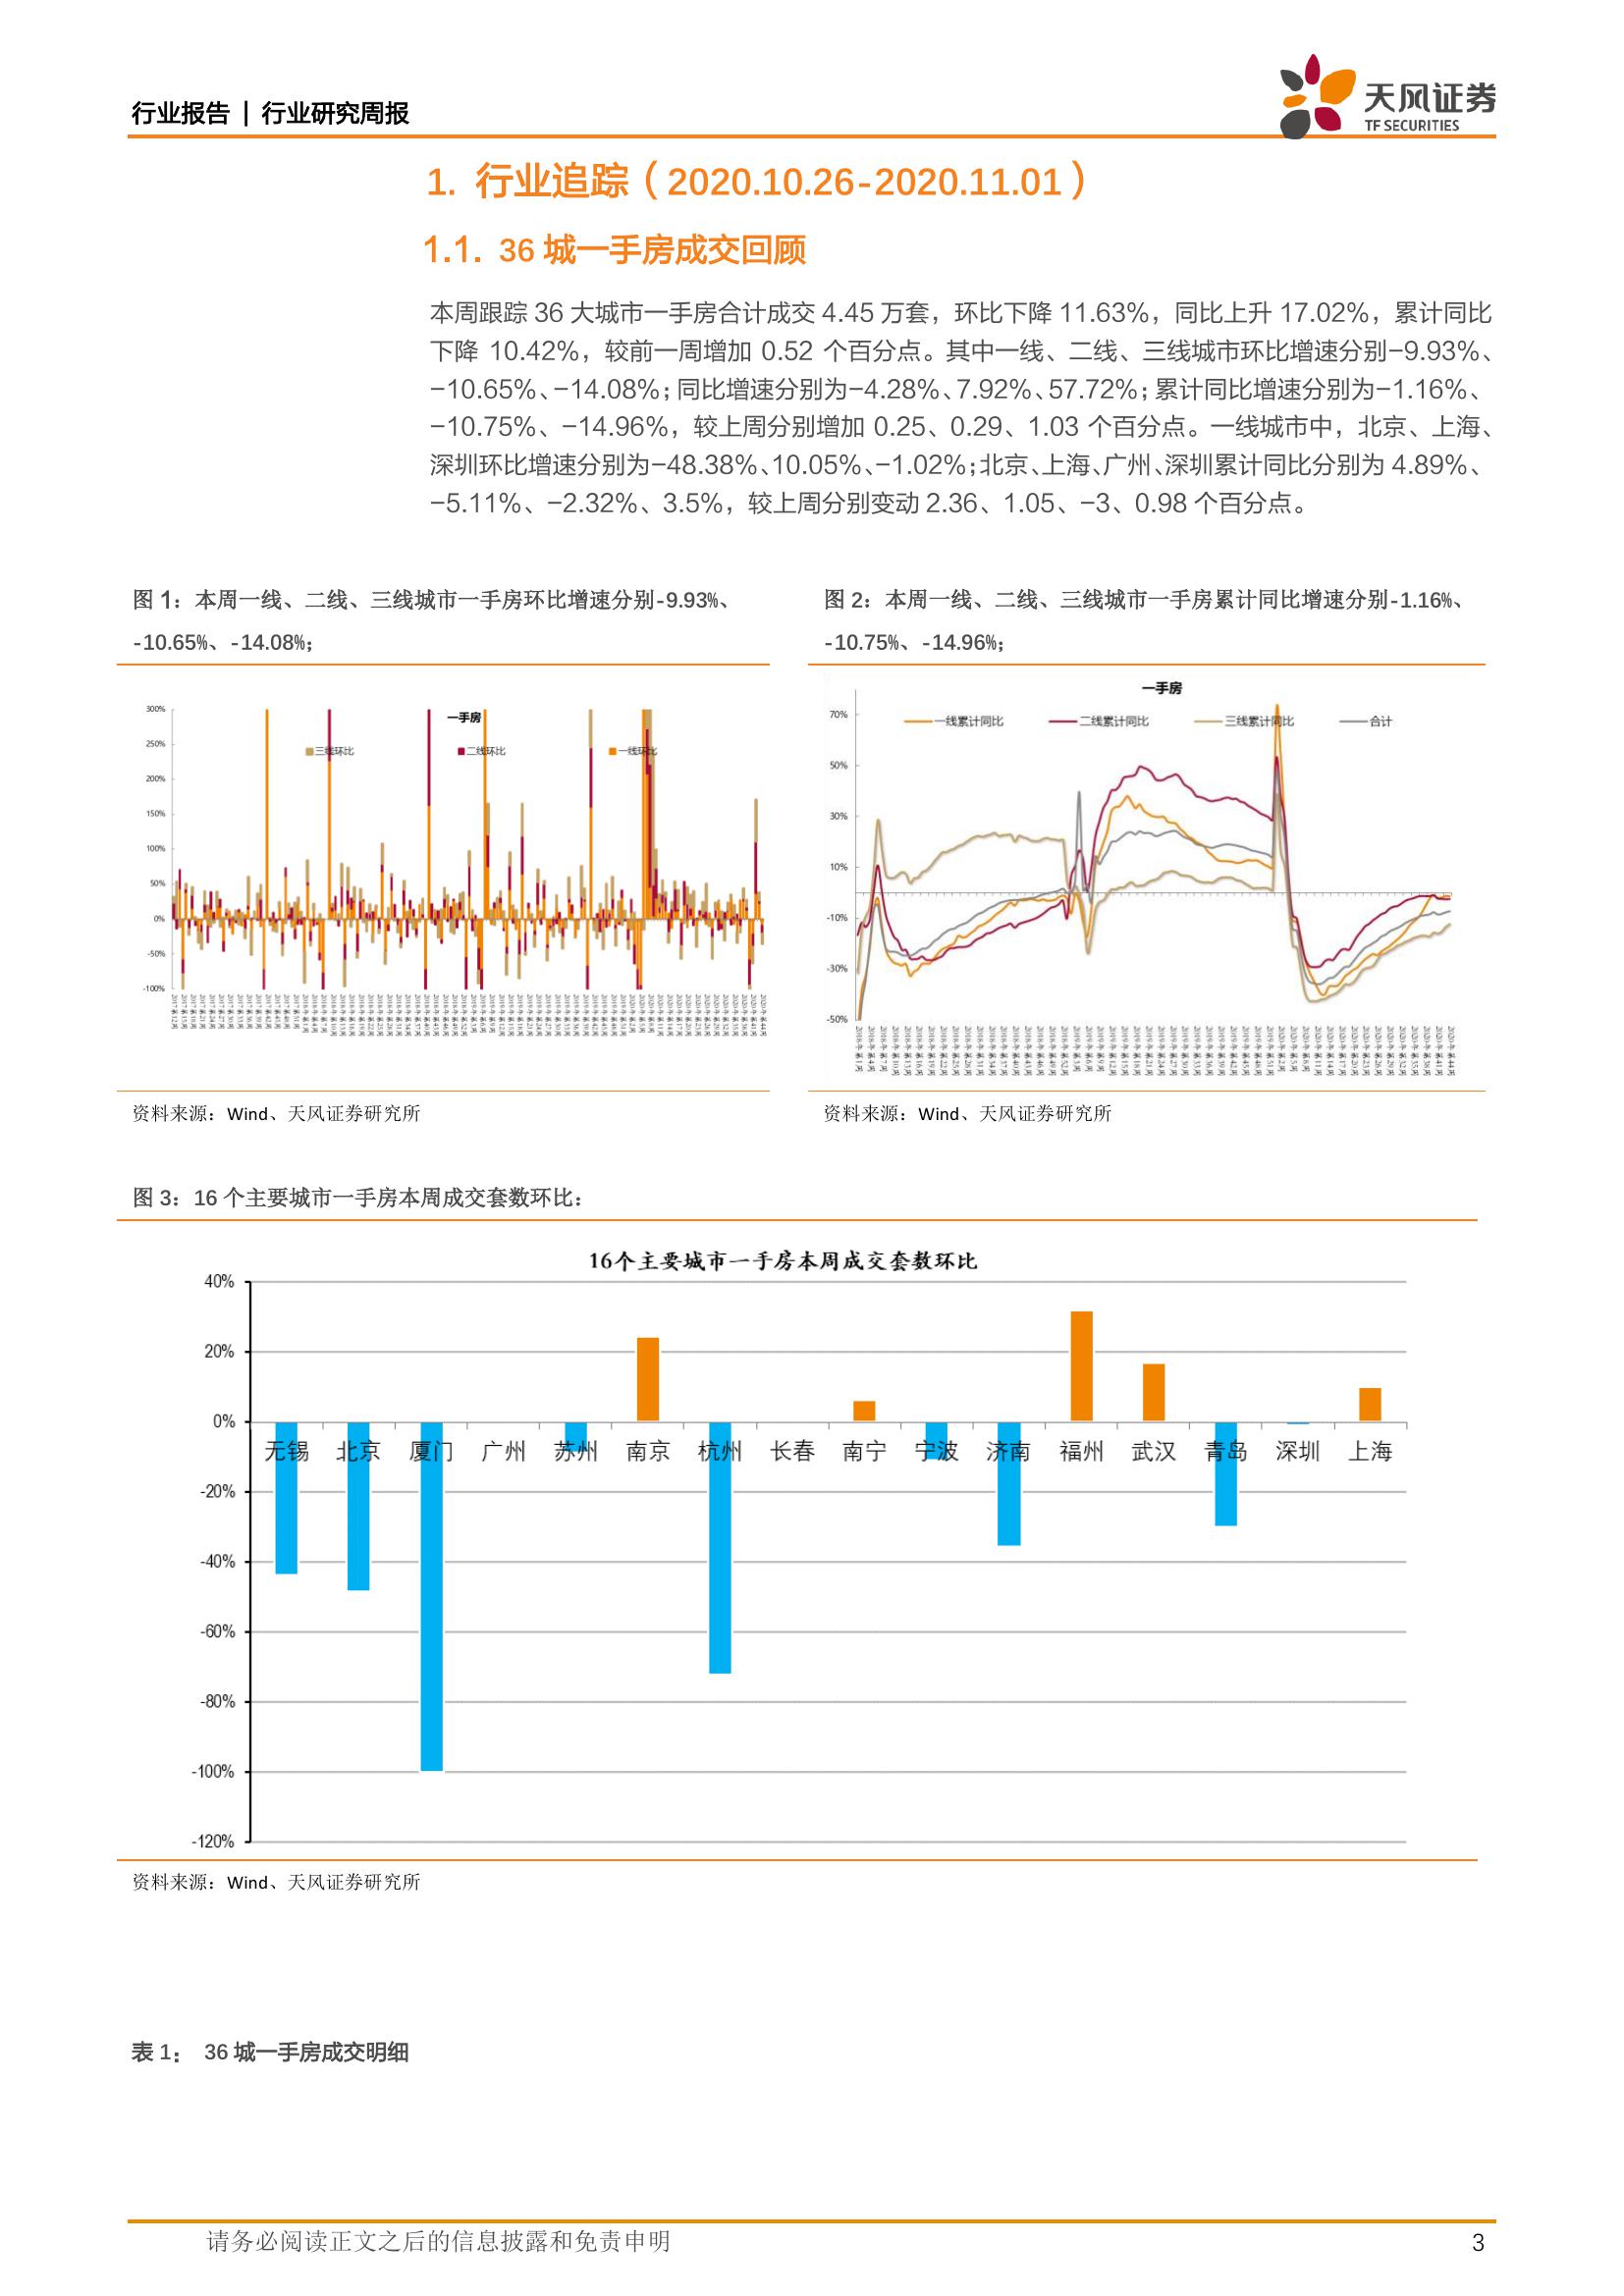 行业报告 | 行业研究周报
天风证券
TF SECURITIES
1. 行业追踪（2020.10.26-2020.11.01）
1.1. 36 城一手房成交回顾
本周跟踪 36 大城市一手房合计成交 4.45 万套，环比下降 11.63%，同比上升 17.02%，累计同比
下降 10.42%，较前一周增加 0.52 个百分点。其中一线、二线、三线城市环比增速分别-9.93%、
-10.65%、-14.08%；同比增速分别为-4.28%、7.92%、57.72%；累计同比增速分别为-1.16%、
-10.75%、-14.96%，较上周分别增加 0.25、0.29、1.03 个百分点。一线城市中，北京、上海、
深圳环比增速分别为-48.38%、10.05%、-1.02%；北京、上海、广州、深圳累计同比分别为 4.89%、
-5.11%、-2.32%、3.5%，较上周分别变动 2.36、1.05、-3、0.98 个百分点。
图 1：本周一线、二线、三线城市一手房环比增速分别-9.93%、
-10.65%、-14.08%；
一手房
三线环比 二线环比 一线环比
300%
250%
200%
150%
100%
50%
0%
-50%
-100%
资料来源：Wind、天风证券研究所
图 2：本周一线、二线、三线城市一手房累计同比增速分别-1.16%、
-10.75%、-14.96%；
一手房
一线累计同比 二线累计同比 三线累计同比 合计
70%
50%
30%
10%
-10%
-30%
-50%
资料来源：Wind、天风证券研究所
图 3：16 个主要城市一手房本周成交套数环比：
16个主要城市一手房本周成交套数环比
40%
20%
0%
-20%
-40%
-60%
-80%
-100%
-120%
无锡 北京 厦门 广州 苏州 南京 杭州 长春 南宁 宁波 济南 福州 武汉 青岛 深圳 上海
资料来源：Wind、天风证券研究所
表 1： 36 城一手房成交明细
请务必阅读正文之后的信息披露和免责申明
3